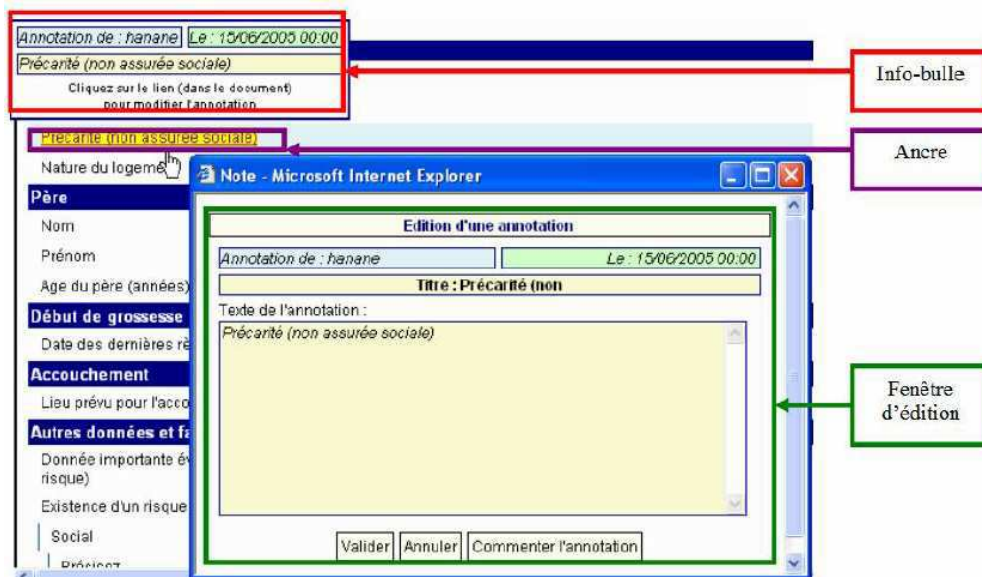 Annotation de : hanane Le : 15/06/2005 00:00
Précarité (non assurée sociale)
Cliquez sur le lien (dans le document)
pour modifier l'annotation
Info-bulle
Précarité (non assurée sociale)
Ancre
Nature du logeme
Note - Microsoft Internet Explorer
Père
Nom
Prénom
Age du père (années)
Début de grossesse
Date des dernières rè
Accouchement
Lieu prévu pour l'acco
Autres données et fa
Donnée importante év
risque)
Existence d'un risque
Social
Précisez
Edition d'une annotation
Annotation de : hanane Le : 15/06/2005 00:00
Titre : Précarité (non
Texte de l'annotation :
Précarité (non assurée sociale)
Valider Annuler Commenter l'annotation
Fenêtre
d'édition